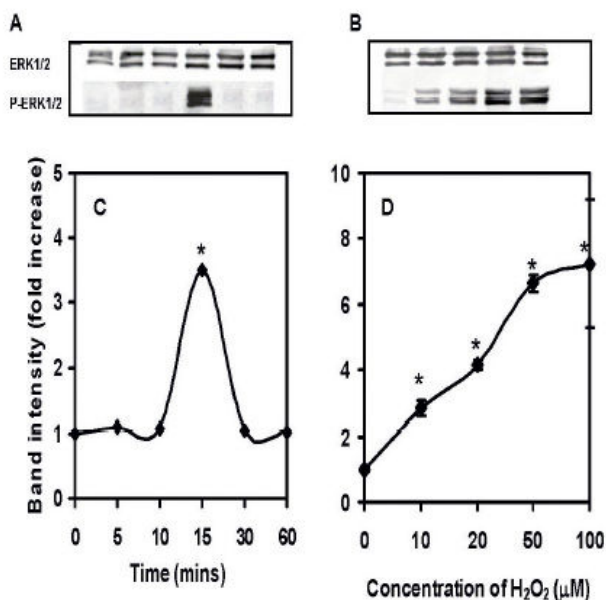 A
B
ERK1/2
P-ERK1/2
Band intensity (fold increase)
5
4
3
2
1
0
C
*
0 5 10 15 30 60
Time (mins)
10
8
6
4
2
0
D
*
*
*
*
0 10 20 50 100
Concentration of H₂O₂ (μM)